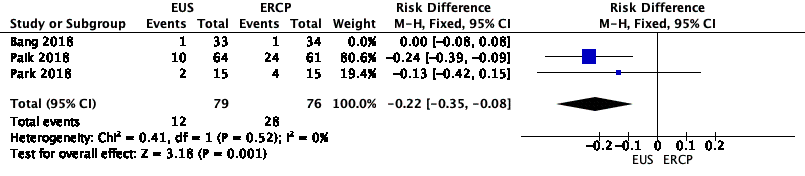 EUS ERCP Risk Difference Risk Difference
Study or Subgroup Events Total Events Total Weight M-H, Fixed, 95% CI M-H, Fixed, 95% CI
Bang 2018 1 33 1 34 0.0% 0.00 [-0.08, 0.08]
Paik 2018 10 64 24 61 80.6% -0.24 [-0.39, -0.09]
Park 2018 2 15 4 15 19.4% -0.13 [-0.42, 0.15]
Total (95% CI) 79 76 100.0% -0.22 [-0.35, -0.08]
Total events 12 28
Heterogeneity: Chi² = 0.41, df = 1 (P = 0.52); I² = 0%
Test for overall effect: Z = 3.18 (P = 0.001)
-0.2 -0.1 0 0.1 0.2
EUS ERCP